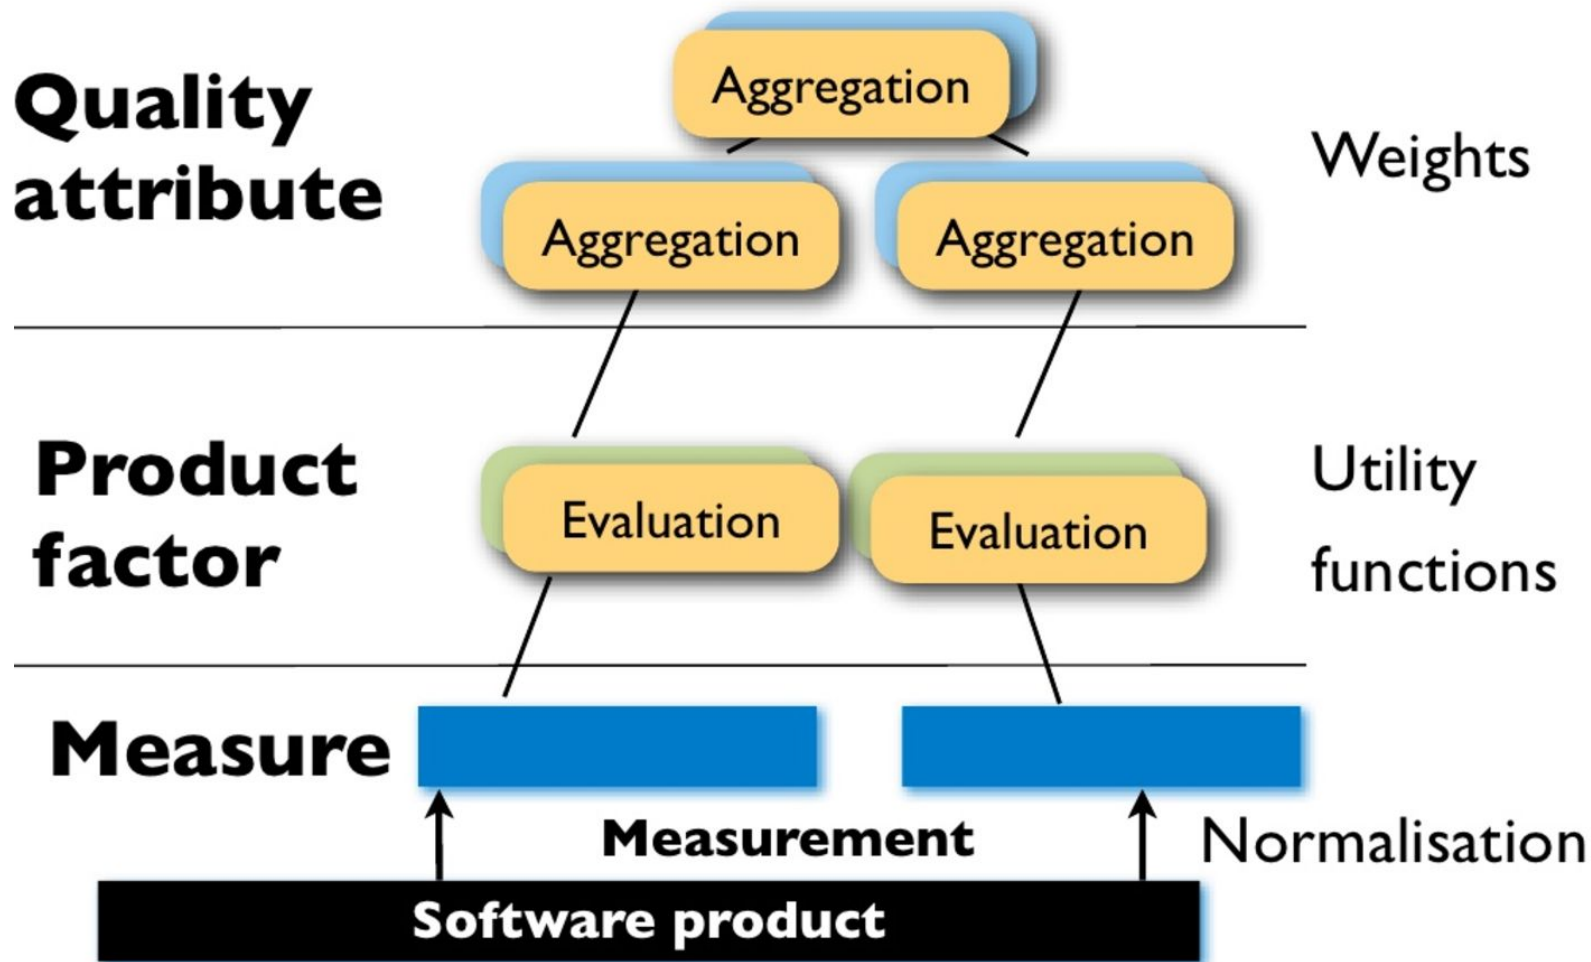 Aggregation
Quality
attribute
Weights
Aggregation
Aggregation
Product
factor
Evaluation
Evaluation
Utility
functions
Measure
Measurement
Normalisation
Software product